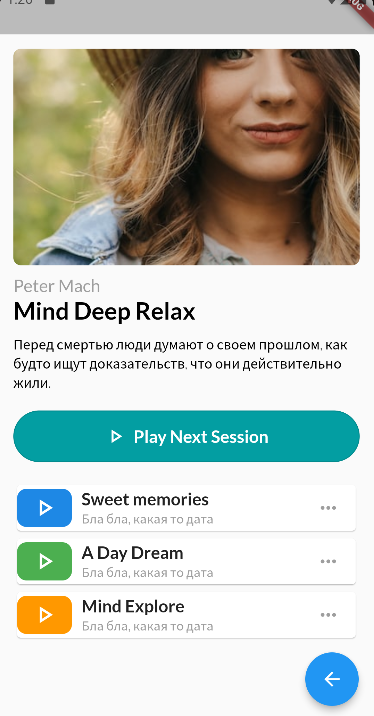 Peter Mach
Mind Deep Relax
Перед смертью люди думают о своем прошлом, как
будто ищут доказательств, что они действительно
жили.
Play Next Session
Sweet memories
Бла бла, какая то дата
A Day Dream
Бла бла, какая то дата
Mind Explore
Бла бла, какая то дата